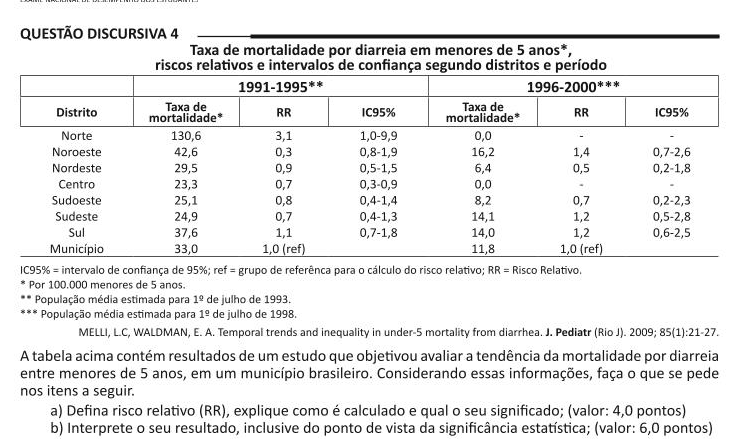 EXAME NACIONAL DE DESEMPENHO DOS ESTUDANTES
QUESTÃO DISCURSIVA 4
Taxa de mortalidade por diarreia em menores de 5 anos*,
riscos relativos e intervalos de confiança segundo distritos e período
1991-1995** 1996-2000***
Distrito Taxa de mortalidade* RR IC95% Taxa de mortalidade* RR IC95%
Norte 130,6 3,1 1,0-9,9 0,0 - -
Noroeste 42,6 0,3 0,8-1,9 16,2 1,4 0,7-2,6
Nordeste 29,5 0,9 0,5-1,5 6,4 0,5 0,2-1,8
Centro 23,3 0,7 0,3-0,9 0,0 - -
Sudoeste 25,1 0,8 0,4-1,4 8,2 0,7 0,2-2,3
Sudeste 24,9 0,7 0,4-1,3 14,1 1,2 0,5-2,8
Sul 37,6 1,1 0,7-1,8 14,0 1,2 0,6-2,5
Município 33,0 1,0 (ref) 11,8 1,0 (ref)
IC95% = intervalo de confiança de 95%; ref = grupo de referênca para o cálculo do risco relativo; RR = Risco Relativo.
* Por 100.000 menores de 5 anos.
** População média estimada para 1º de julho de 1993.
*** População média estimada para 1º de julho de 1998.
MELLI, L.C, WALDMAN, E. A. Temporal trends and inequality in under-5 mortality from diarrhea. J. Pediatr (Rio J). 2009; 85(1):21-27.
A tabela acima contém resultados de um estudo que objetivou avaliar a tendência da mortalidade por diarreia
entre menores de 5 anos, em um município brasileiro. Considerando essas informações, faça o que se pede
nos itens a seguir.
a) Defina risco relativo (RR), explique como é calculado e qual o seu significado; (valor: 4,0 pontos)
b) Interprete o seu resultado, inclusive do ponto de vista da significância estatística; (valor: 6,0 pontos)